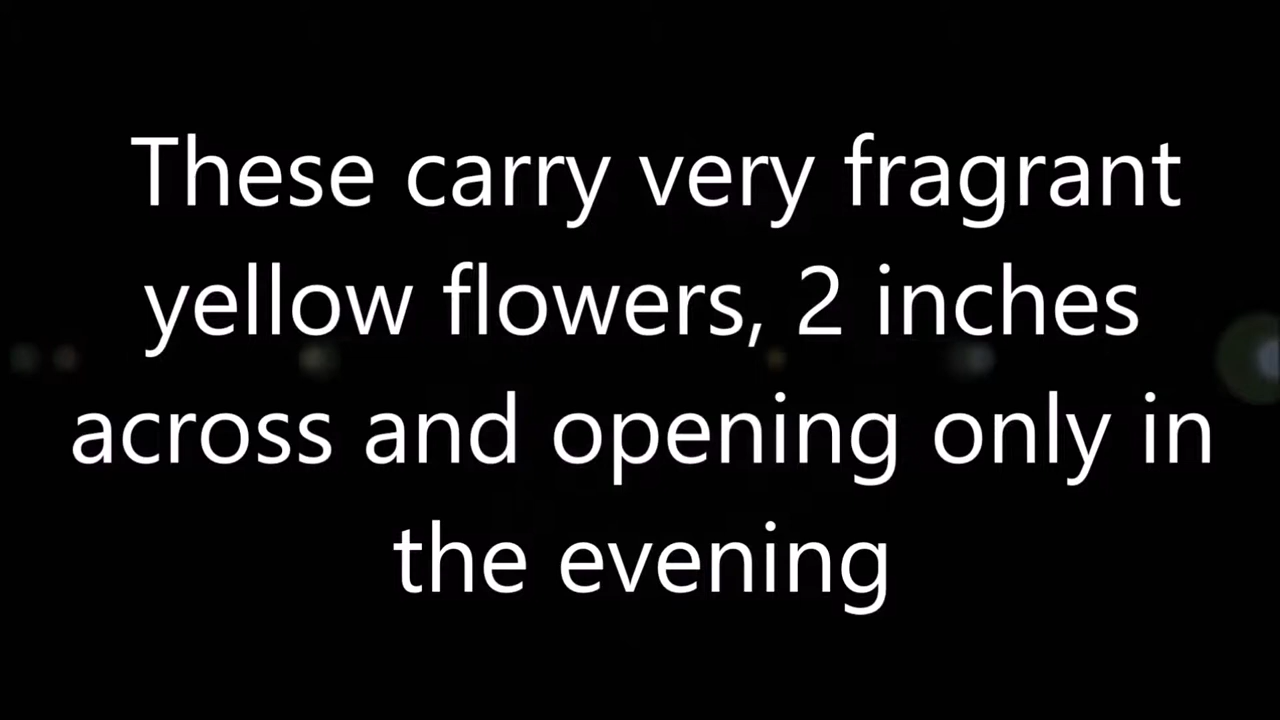 These carry very fragrant
yellow flowers, 2 inches
across and opening only in
the evening